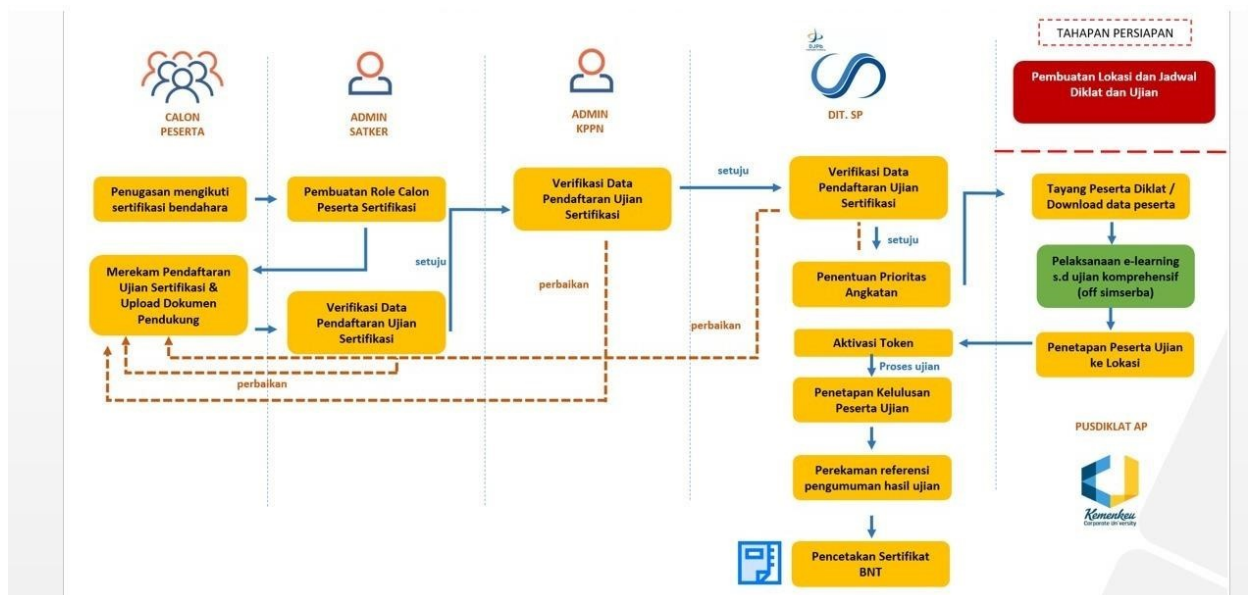 TAHAPAN PERSIAPAN
Pembuatan Lokasi dan Jadwal
Diklat dan Ujian
CALON
PESERTA
ADMIN
SATKER
ADMIN
KPPN
DJPb
DIT. SP
Penugasan mengikuti
sertifikasi bendahara
Pembuatan Role Calon
Peserta Sertifikasi
Verifikasi Data
Pendaftaran Ujian
Sertifikasi
setuju
Verifikasi Data
Pendaftaran Ujian
Sertifikasi
Tayang Peserta Diklat /
Download data peserta
Merekam Pendaftaran
Ujian Sertifikasi &
Upload Dokumen
Pendukung
setuju
Verifikasi Data
Pendaftaran Ujian
Sertifikasi
perbaikan
setuju
Penentuan Prioritas
Angkatan
Pelaksanaan e-learning
s.d ujian komprehensif
(off simserba)
perbaikan
perbaikan
Aktivasi Token
Penetapan Peserta Ujian
ke Lokasi
Proses ujian
Penetapan Kelulusan
Peserta Ujian
PUSDIKLAT AP
Perekaman referensi
pengumuman hasil ujian
Kemenkeu
Corporate University
Pencetakan Sertifikat
BNT